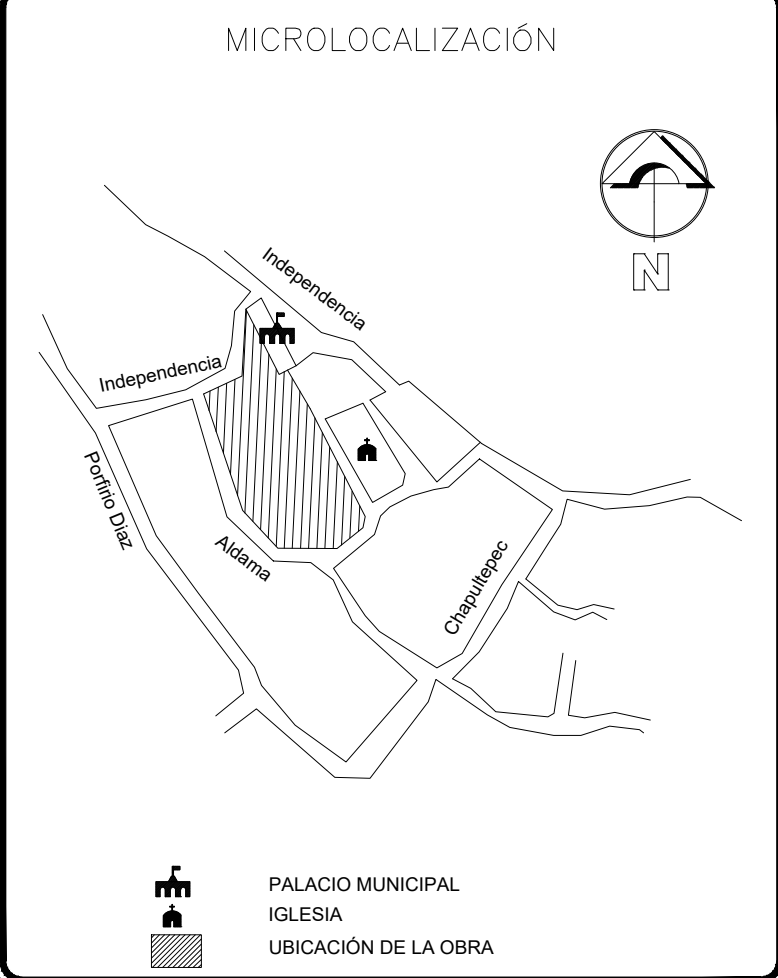 MICROLOCALIZACIÓN
N
Independencia
Independencia
Porfirio Diaz
Aldama
Chapultepec
PALACIO MUNICIPAL
IGLESIA
UBICACIÓN DE LA OBRA